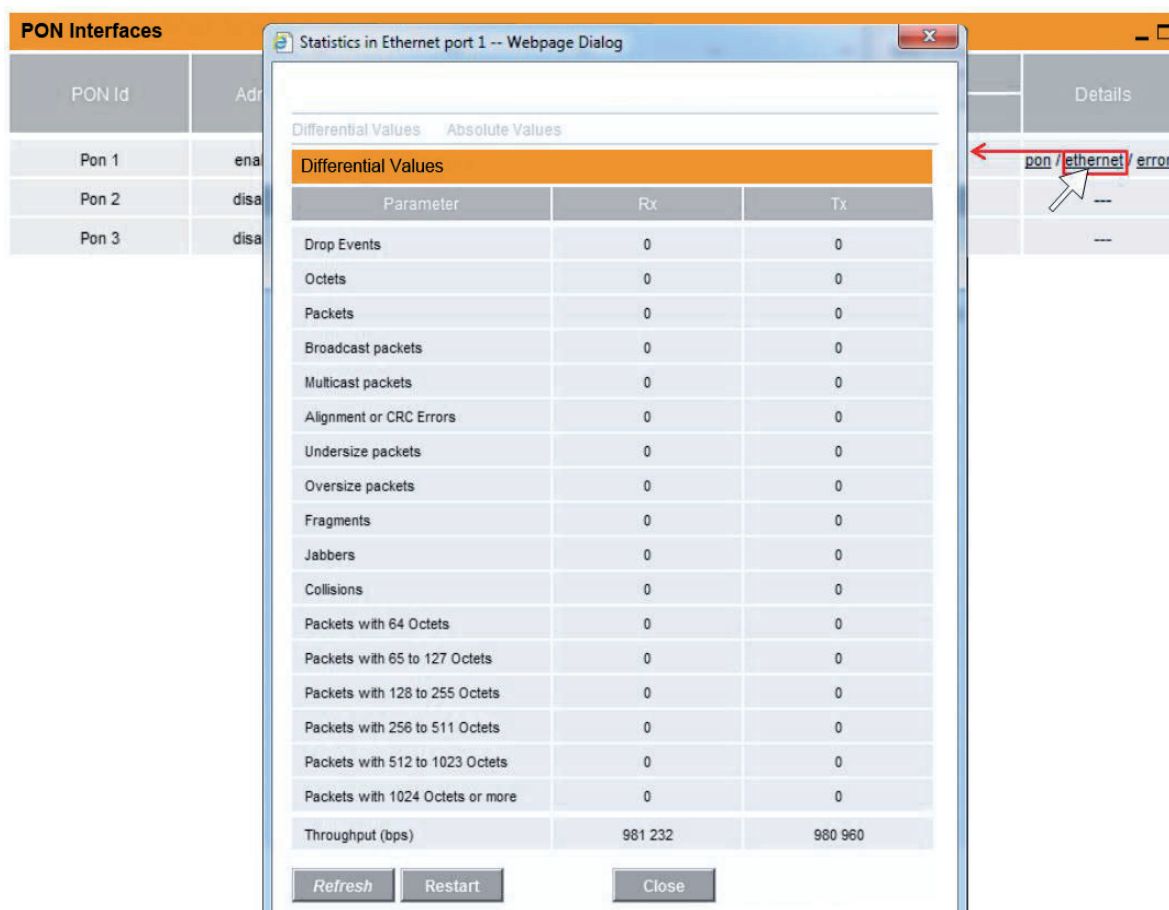 PON Interfaces
Statistics in Ethernet port 1 -- Webpage Dialog
PON Id Adr Details
Differential Values Absolute Values
Pon 1 enal pon / ethernet / error
Differential Values
Pon 2 disa ---
Parameter Rx Tx
Pon 3 disa ---
Drop Events 0 0
Octets 0 0
Packets 0 0
Broadcast packets 0 0
Multicast packets 0 0
Alignment or CRC Errors 0 0
Undersize packets 0 0
Oversize packets 0 0
Fragments 0 0
Jabbers 0 0
Collisions 0 0
Packets with 64 Octets 0 0
Packets with 65 to 127 Octets 0 0
Packets with 128 to 255 Octets 0 0
Packets with 256 to 511 Octets 0 0
Packets with 512 to 1023 Octets 0 0
Packets with 1024 Octets or more 0 0
Throughput (bps) 981 232 980 960
Refresh Restart Close